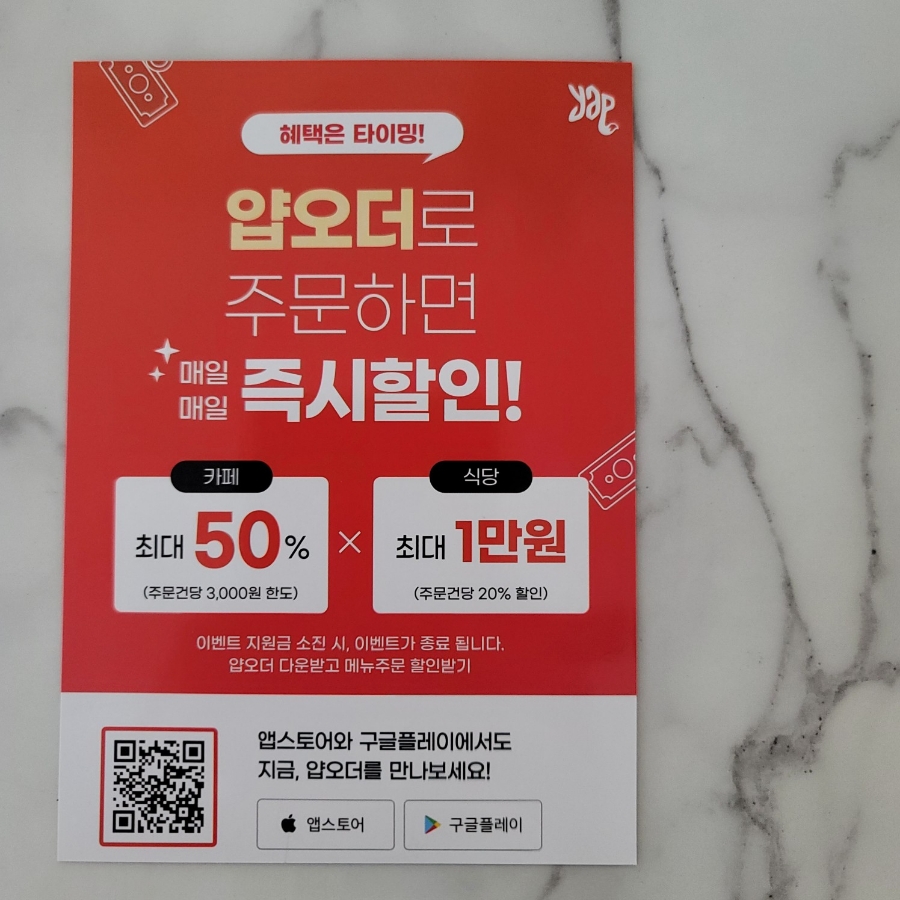 yap
혜택은 타이밍!
얍오더로
주문하면
매일
매일 즉시할인!
카페
최대 50%
(주문건당 3,000원 한도)
×
식당
최대 1만원
(주문건당 20% 할인)
이벤트 지원금 소진 시, 이벤트가 종료 됩니다.
얍오더 다운받고 메뉴주문 할인받기
앱스토어와 구글플레이에서도
지금, 얍오더를 만나보세요!
앱스토어
구글플레이